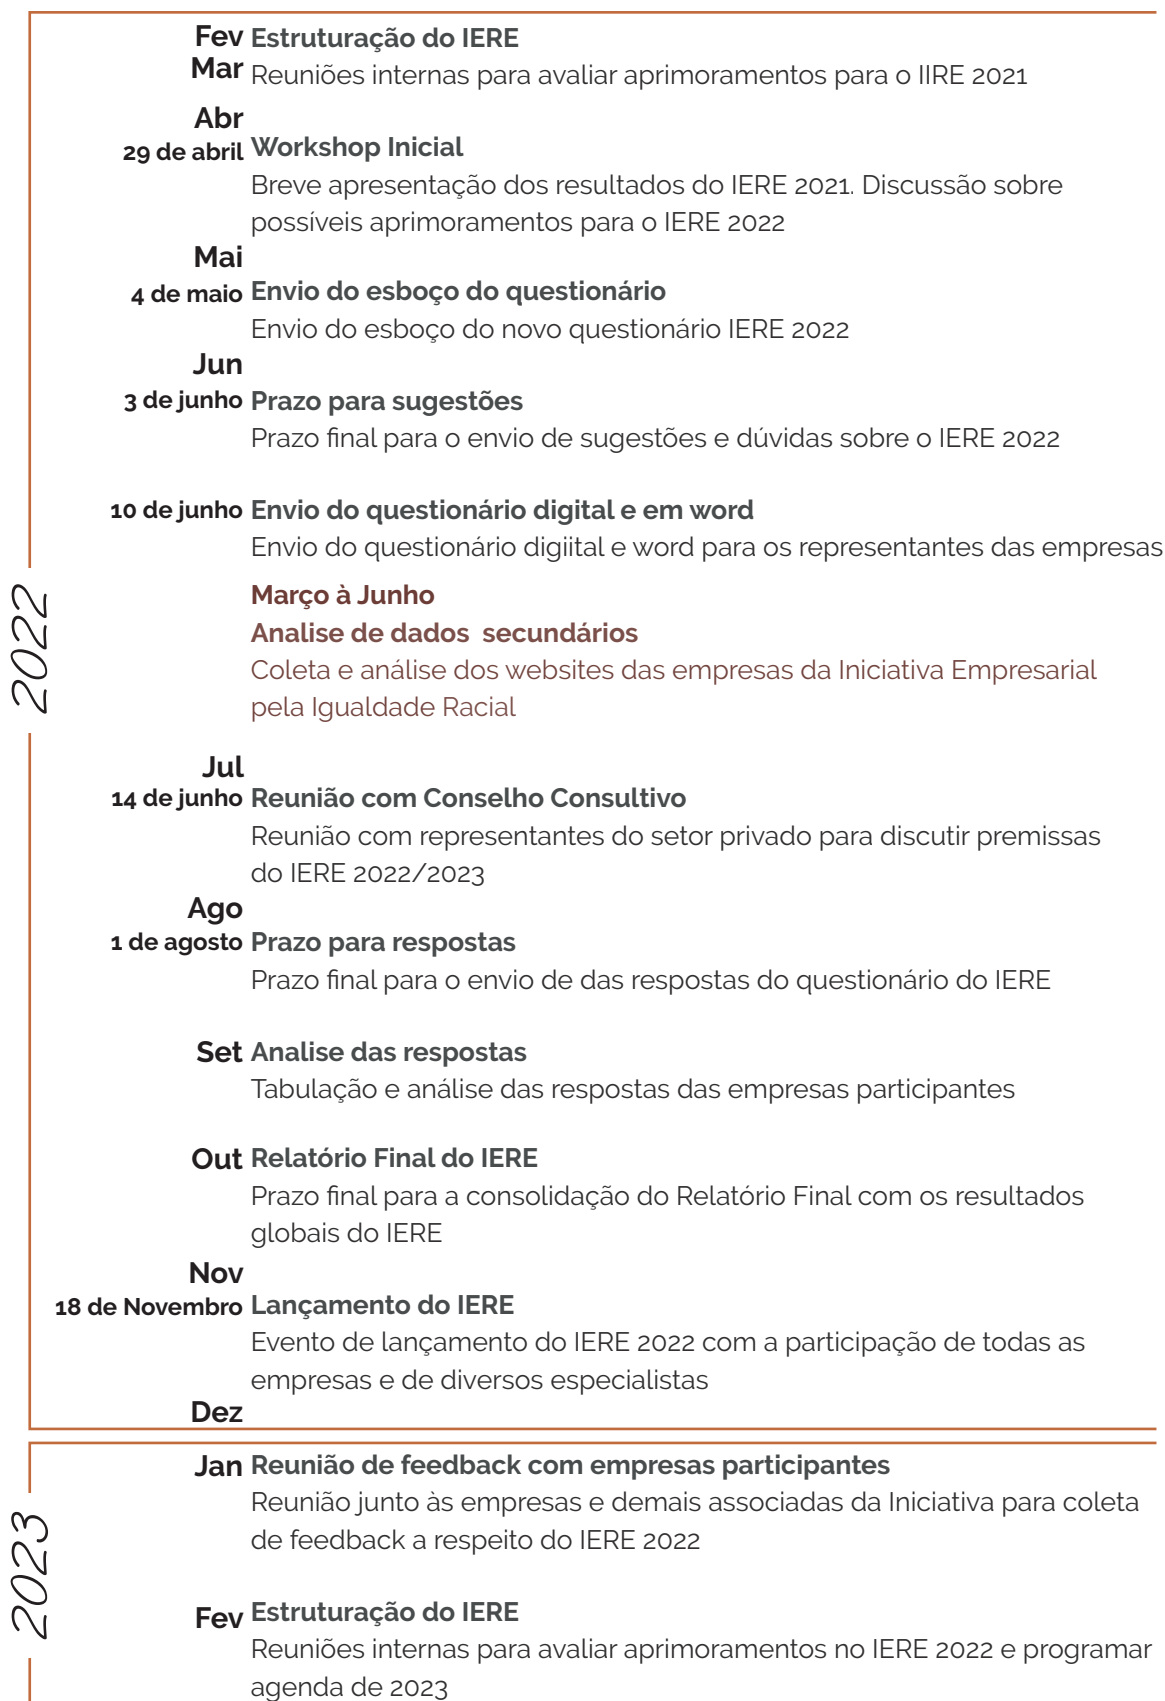 2022
Fev Estruturação do IERE
Mar Reuniões internas para avaliar aprimoramentos para o IIRE 2021
Abr
29 de abril Workshop Inicial
Breve apresentação dos resultados do IERE 2021. Discussão sobre
possíveis aprimoramentos para o IERE 2022
Mai
4 de maio Envio do esboço do questionário
Envio do esboço do novo questionário IERE 2022
Jun
3 de junho Prazo para sugestões
Prazo final para o envio de sugestões e dúvidas sobre o IERE 2022
10 de junho Envio do questionário digital e em word
Envio do questionário digiital e word para os representantes das empresas
Março à Junho
Analise de dados secundários
Coleta e análise dos websites das empresas da Iniciativa Empresarial
pela Igualdade Racial
Jul
14 de junho Reunião com Conselho Consultivo
Reunião com representantes do setor privado para discutir premissas
do IERE 2022/2023
Ago
1 de agosto Prazo para respostas
Prazo final para o envio de das respostas do questionário do IERE
Set Analise das respostas
Tabulação e análise das respostas das empresas participantes
Out Relatório Final do IERE
Prazo final para a consolidação do Relatório Final com os resultados
globais do IERE
Nov
18 de Novembro Lançamento do IERE
Evento de lançamento do IERE 2022 com a participação de todas as
empresas e de diversos especialistas
Dez
2023
Jan Reunião de feedback com empresas participantes
Reunião junto às empresas e demais associadas da Iniciativa para coleta
de feedback a respeito do IERE 2022
Fev Estruturação do IERE
Reuniões internas para avaliar aprimoramentos no IERE 2022 e programar
agenda de 2023